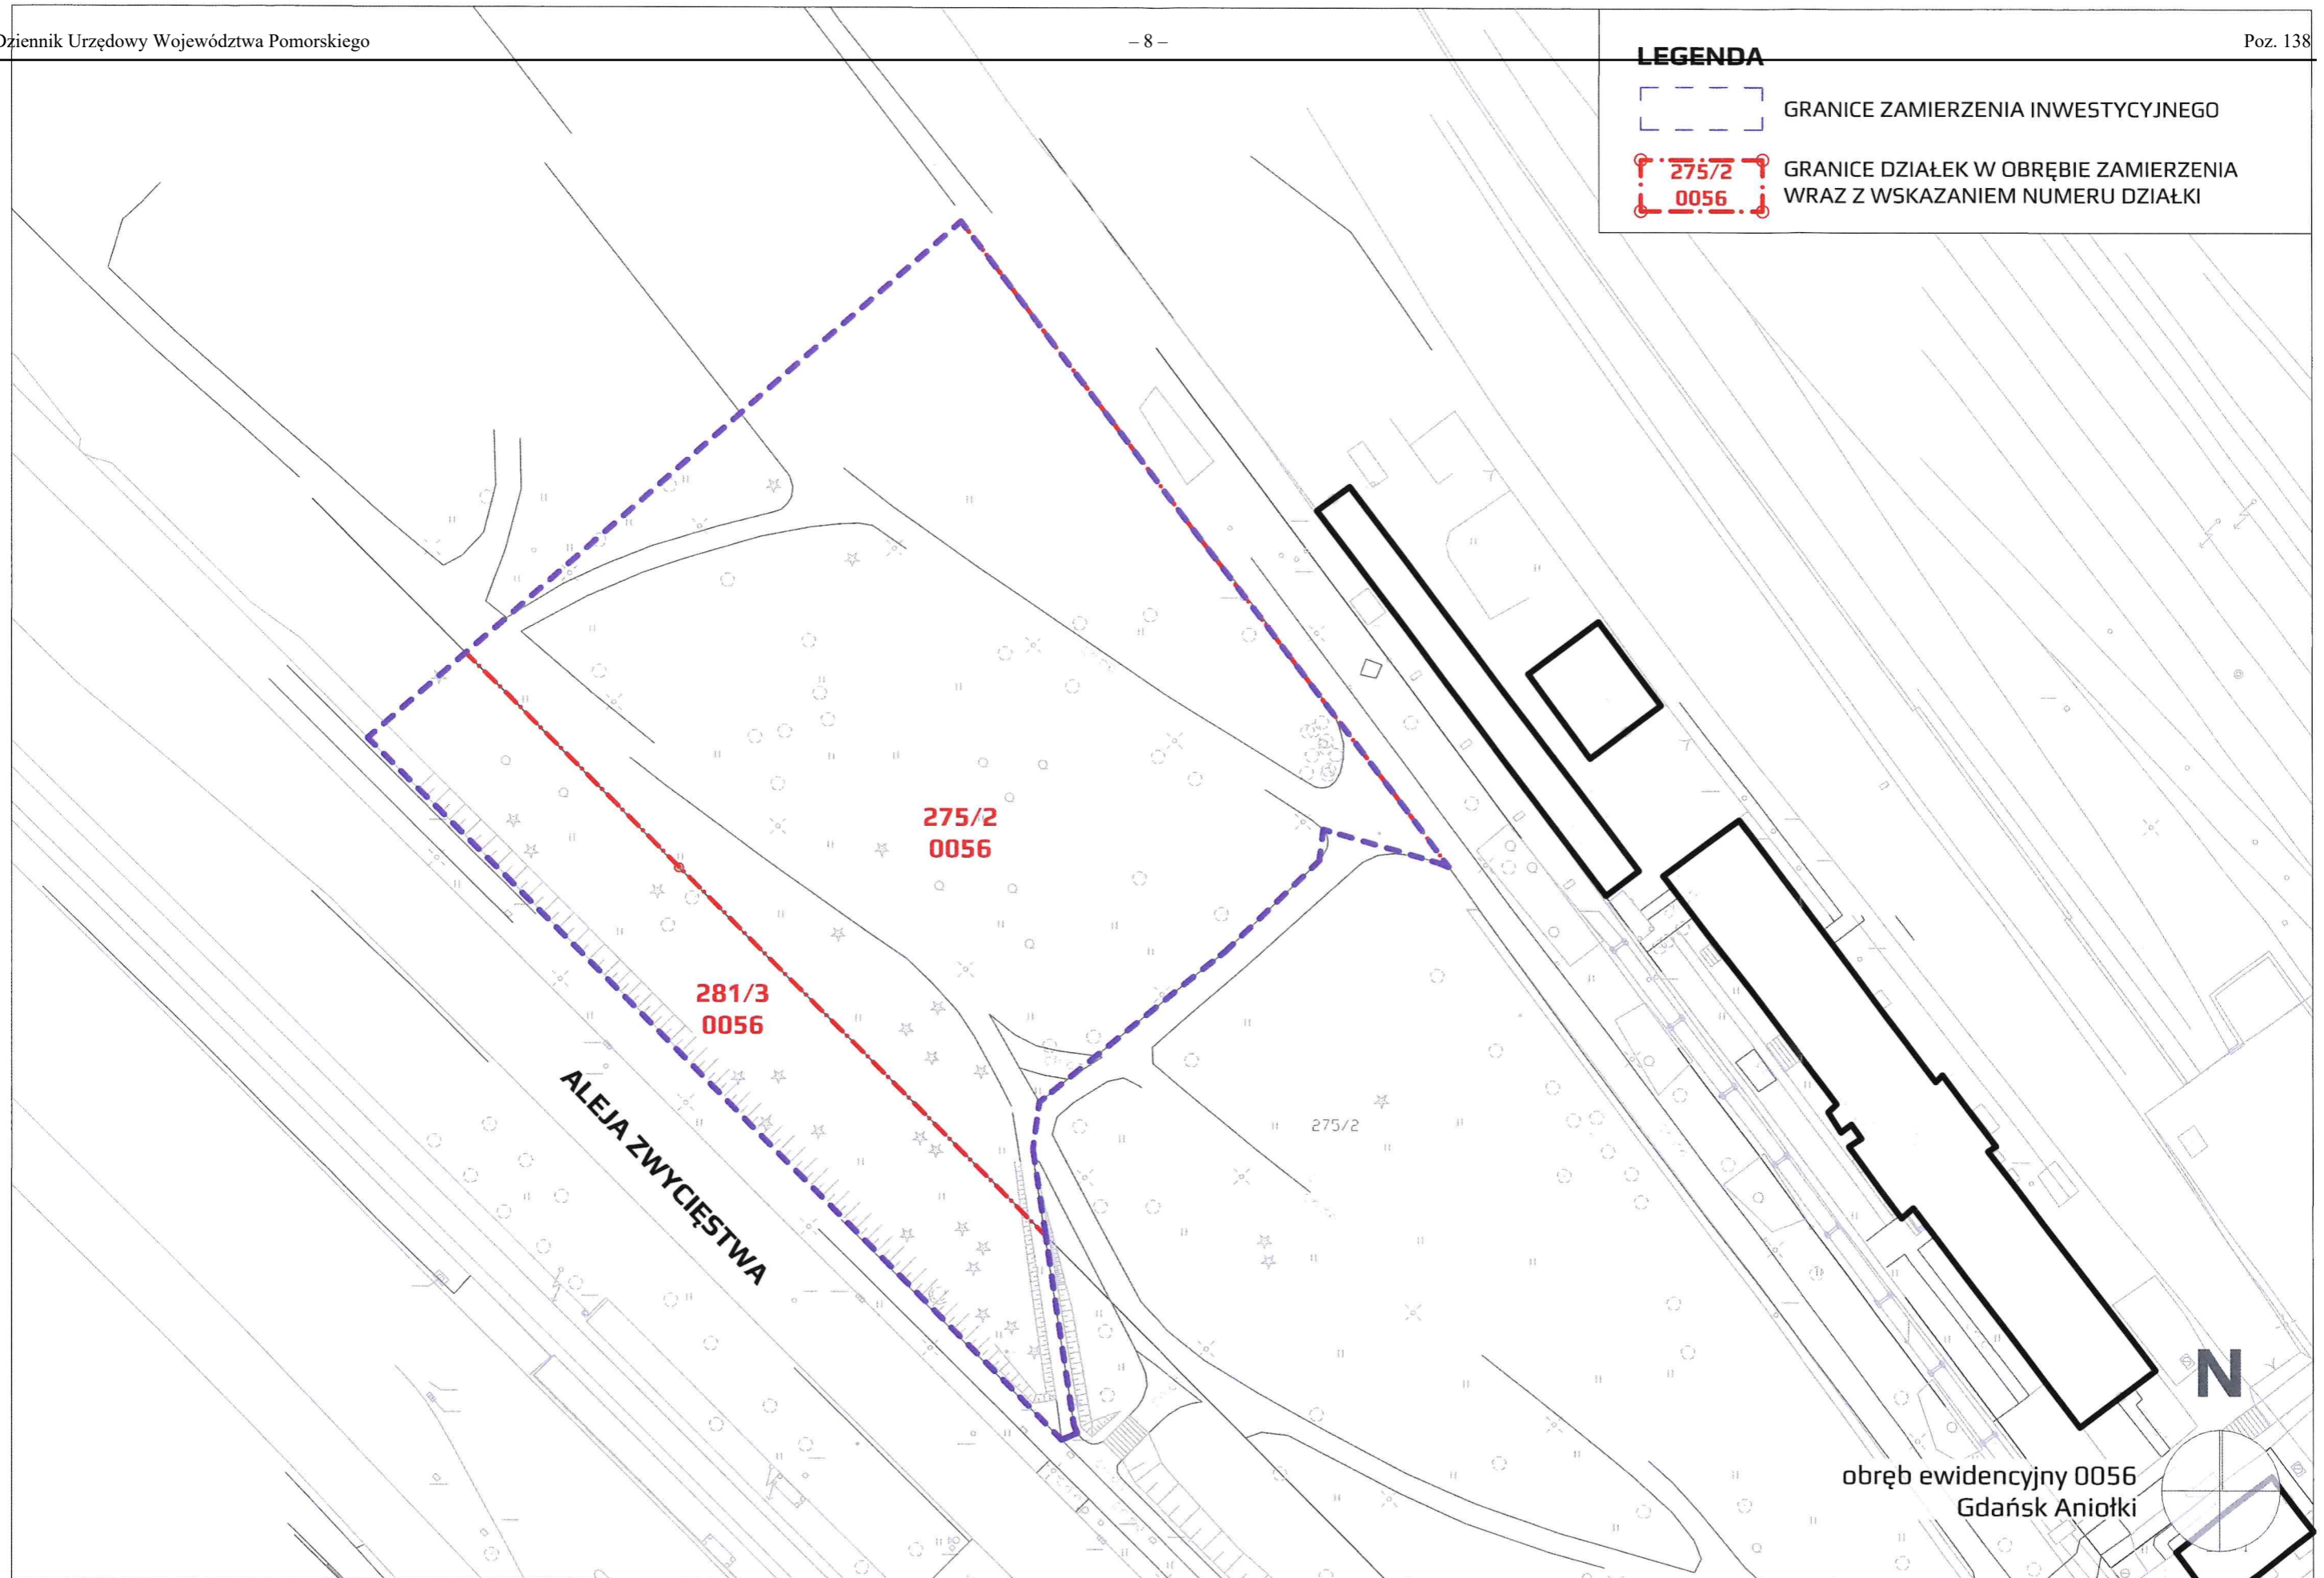 Dziennik Urzędowy Województwa Pomorskiego
– 8 –
Poz. 138
LEGENDA
GRANICE ZAMIERZENIA INWESTYCYJNEGO
275/2
0056
GRANICE DZIAŁEK W OBRĘBIE ZAMIERZENIA
WRAZ Z WSKAZANIEM NUMERU DZIAŁKI
275/2
0056
281/3
0056
ALEJA ZWYCIĘSTWA
275/2
N
obręb ewidencyjny 0056
Gdańsk Aniołki